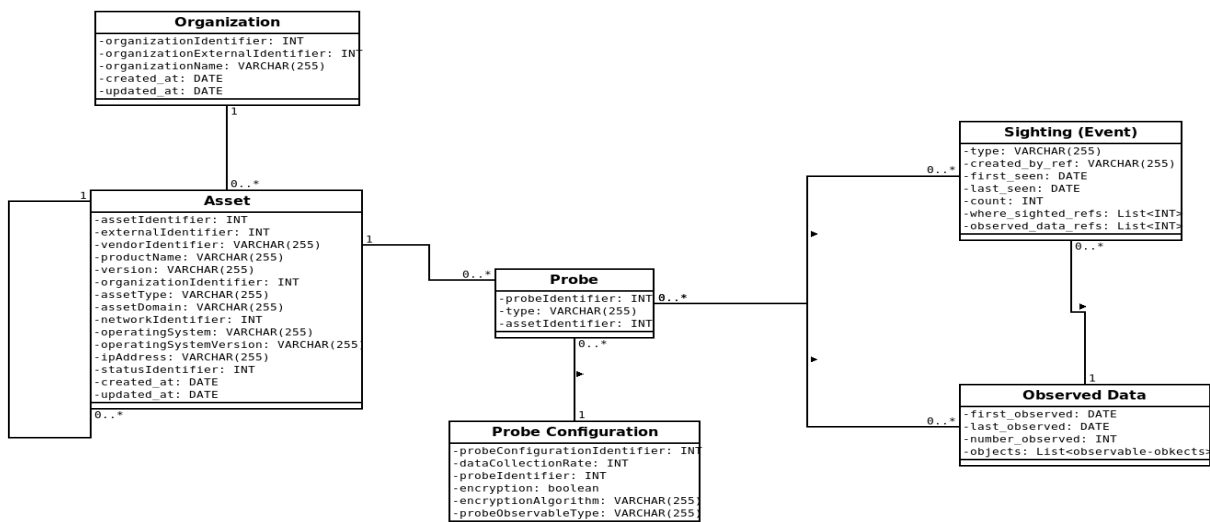 Organization
-organizationIdentifier: INT
-organizationExternalIdentifier: INT
-organizationName: VARCHAR(255)
-created_at: DATE
-updated_at: DATE
1
0..*
1
Asset
-assetIdentifier: INT
-externalIdentifier: INT
-vendorIdentifier: VARCHAR(255)
-productName: VARCHAR(255)
-version: VARCHAR(255)
-organizationIdentifier: INT
-assetType: VARCHAR(255)
-assetDomain: VARCHAR(255)
-networkIdentifier: INT
-operatingSystem: VARCHAR(255)
-operatingSystemVersion: VARCHAR(255)
-ipAddress: VARCHAR(255)
-statusIdentifier: INT
-created_at: DATE
-updated_at: DATE
0..*
1
0..*
Probe
-probeIdentifier: INT
-type: VARCHAR(255)
-assetIdentifier: INT
0..*
0..*
1
Probe Configuration
-probeConfigurationIdentifier: INT
-dataCollectionRate: INT
-probeIdentifier: INT
-encryption: boolean
-encryptionAlgorithm: VARCHAR(255)
-probeObservableType: VARCHAR(255)
0..*
Sighting (Event)
-type: VARCHAR(255)
-created_by_ref: VARCHAR(255)
-first_seen: DATE
-last_seen: DATE
-count: INT
-where_sighted_refs: List<INT>
-observed_data_refs: List<INT>
0..*
1
0..*
Observed Data
-first_observed: DATE
-last_observed: DATE
-number_observed: INT
-objects: List<observable-obkects>